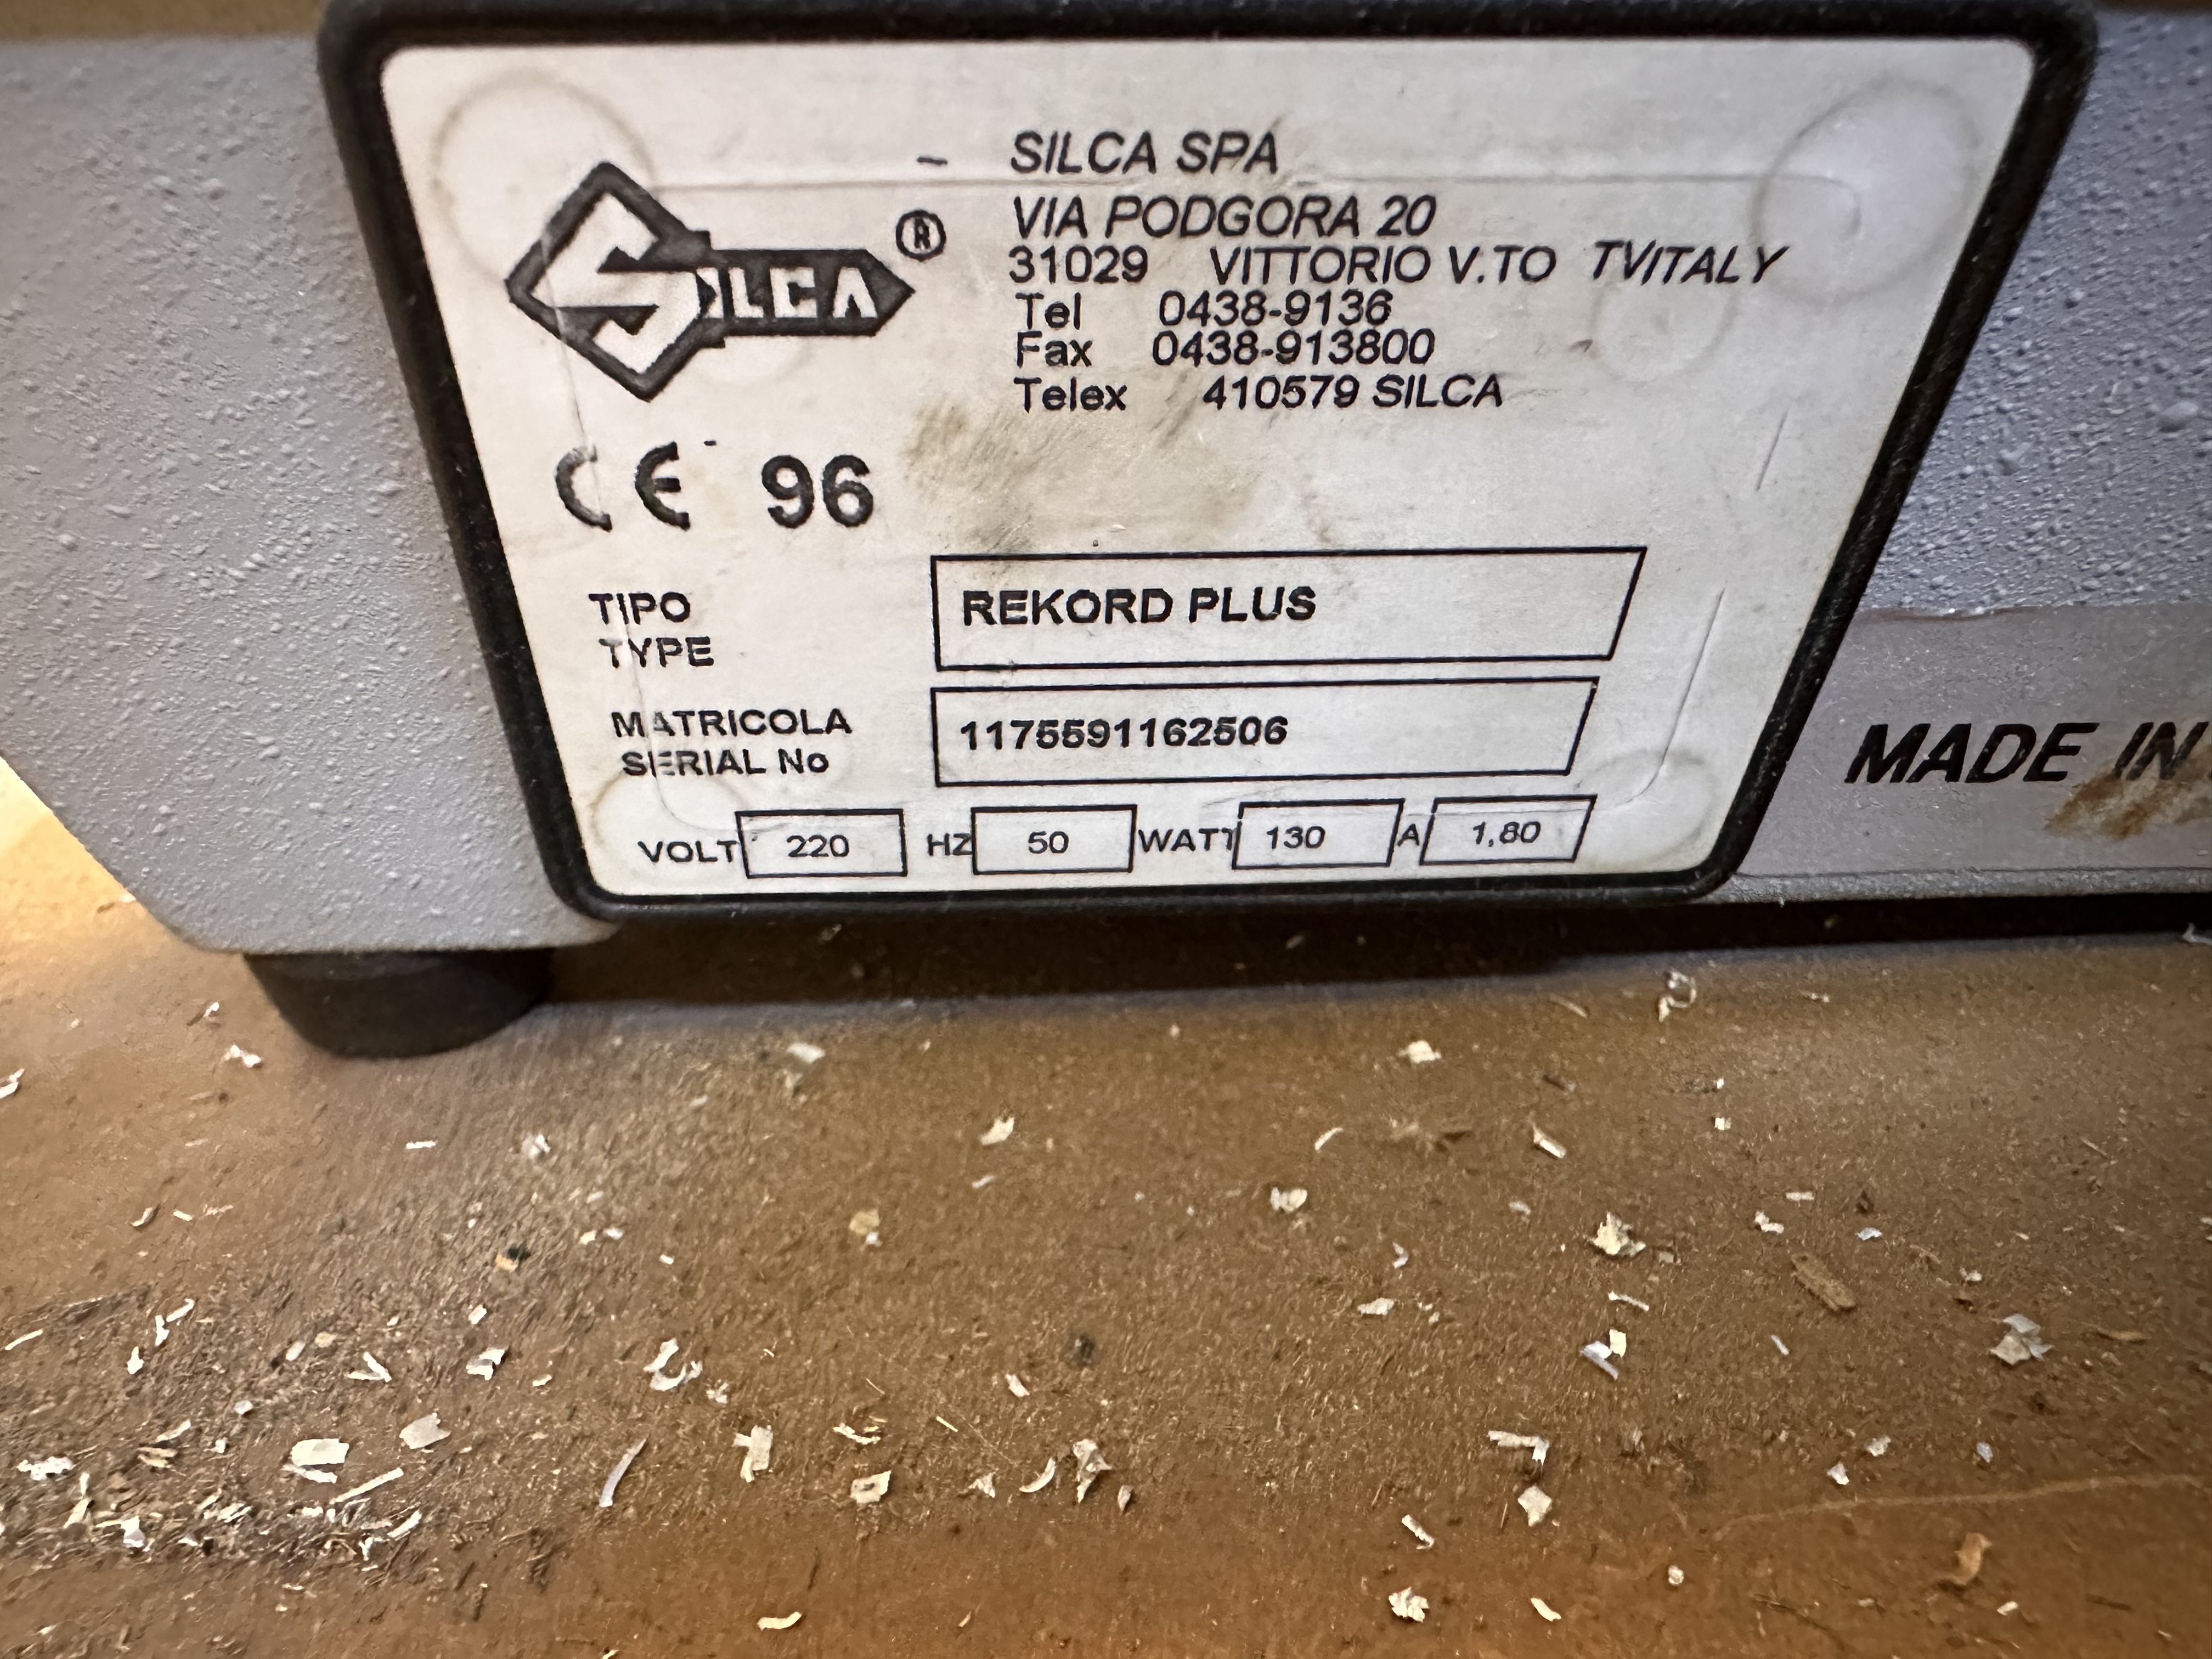 SILCA ®
SILCA SPA
VIA PODGORA 20
31029 VITTORIO V.TO TVITALY
Tel 0438-9136
Fax 0438-913800
Telex 410579 SILCA
CE 96
TIPO
TYPE
REKORD PLUS
MATRICOLA
SERIAL No
1175591162506
VOLT 220 HZ 50 WATT 130 A 1,80
MADE IN